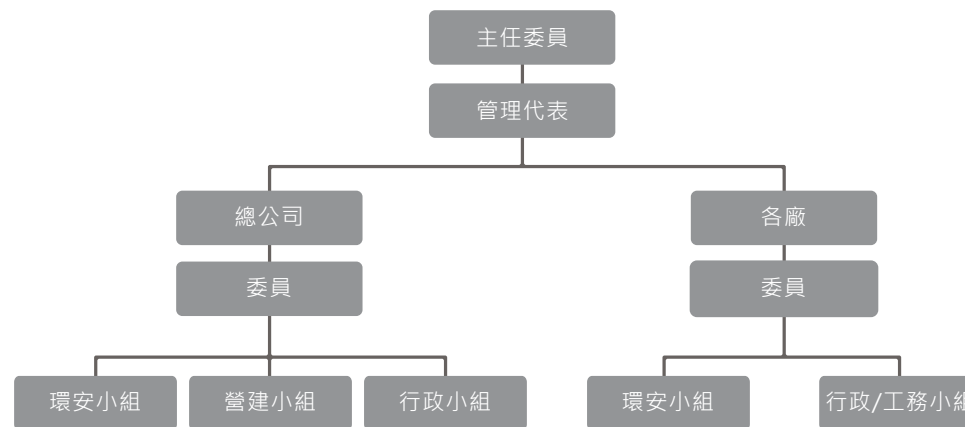 主任委員
管理代表
總公司
各廠
委員
委員
環安小組
營建小組
行政小組
環安小組
行政/工務小組